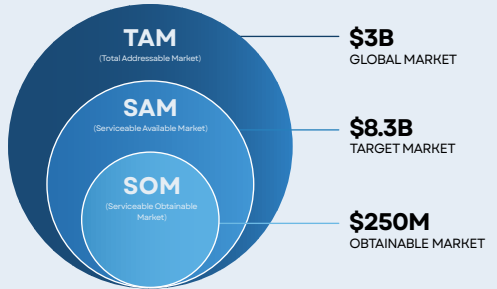 TAM
(Total Addressable Market)
$3B
GLOBAL MARKET
SAM
(Serviceable Available Market)
$8.3B
TARGET MARKET
SOM
(Serviceable Obtainable
Market)
$250M
OBTAINABLE MARKET